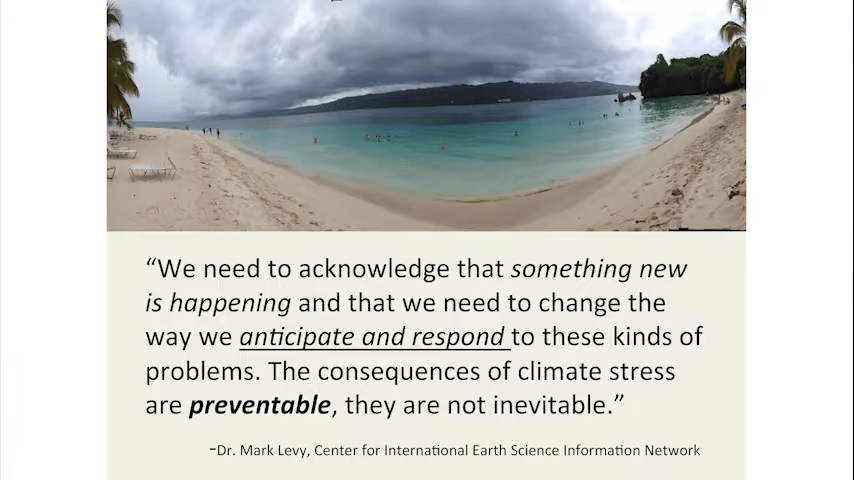 “We need to acknowledge that something new
is happening and that we need to change the
way we anticipate and respond to these kinds of
problems. The consequences of climate stress
are preventable, they are not inevitable.”
-Dr. Mark Levy, Center for International Earth Science Information Network